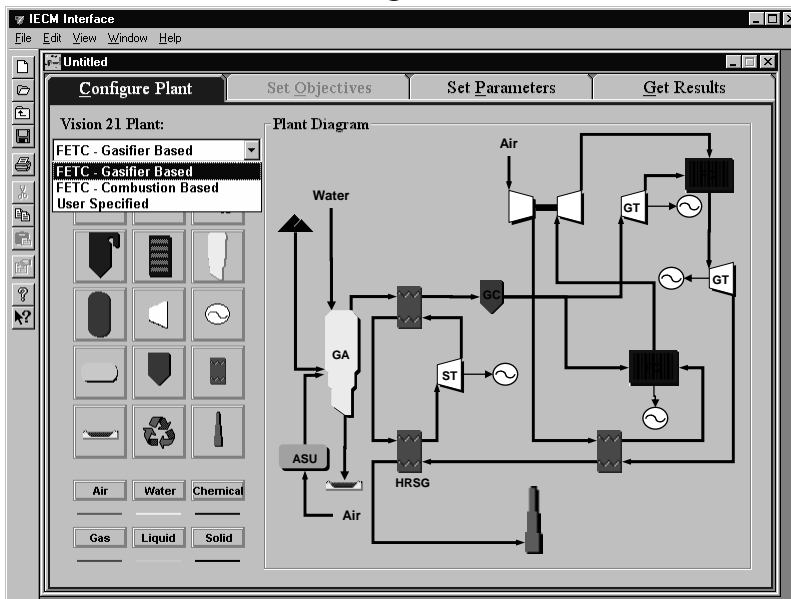 IECM Interface
File Edit View Window Help
Untitled
Configure Plant Set Objectives Set Parameters Get Results
Vision 21 Plant:
FETC - Gasifier Based
FETC - Gasifier Based
FETC - Combustion Based
User Specified
Plant Diagram
Air
Water
GT
GT
GC
GA
ST
ASU
HRSG
Air
Air Water Chemical
Gas Liquid Solid